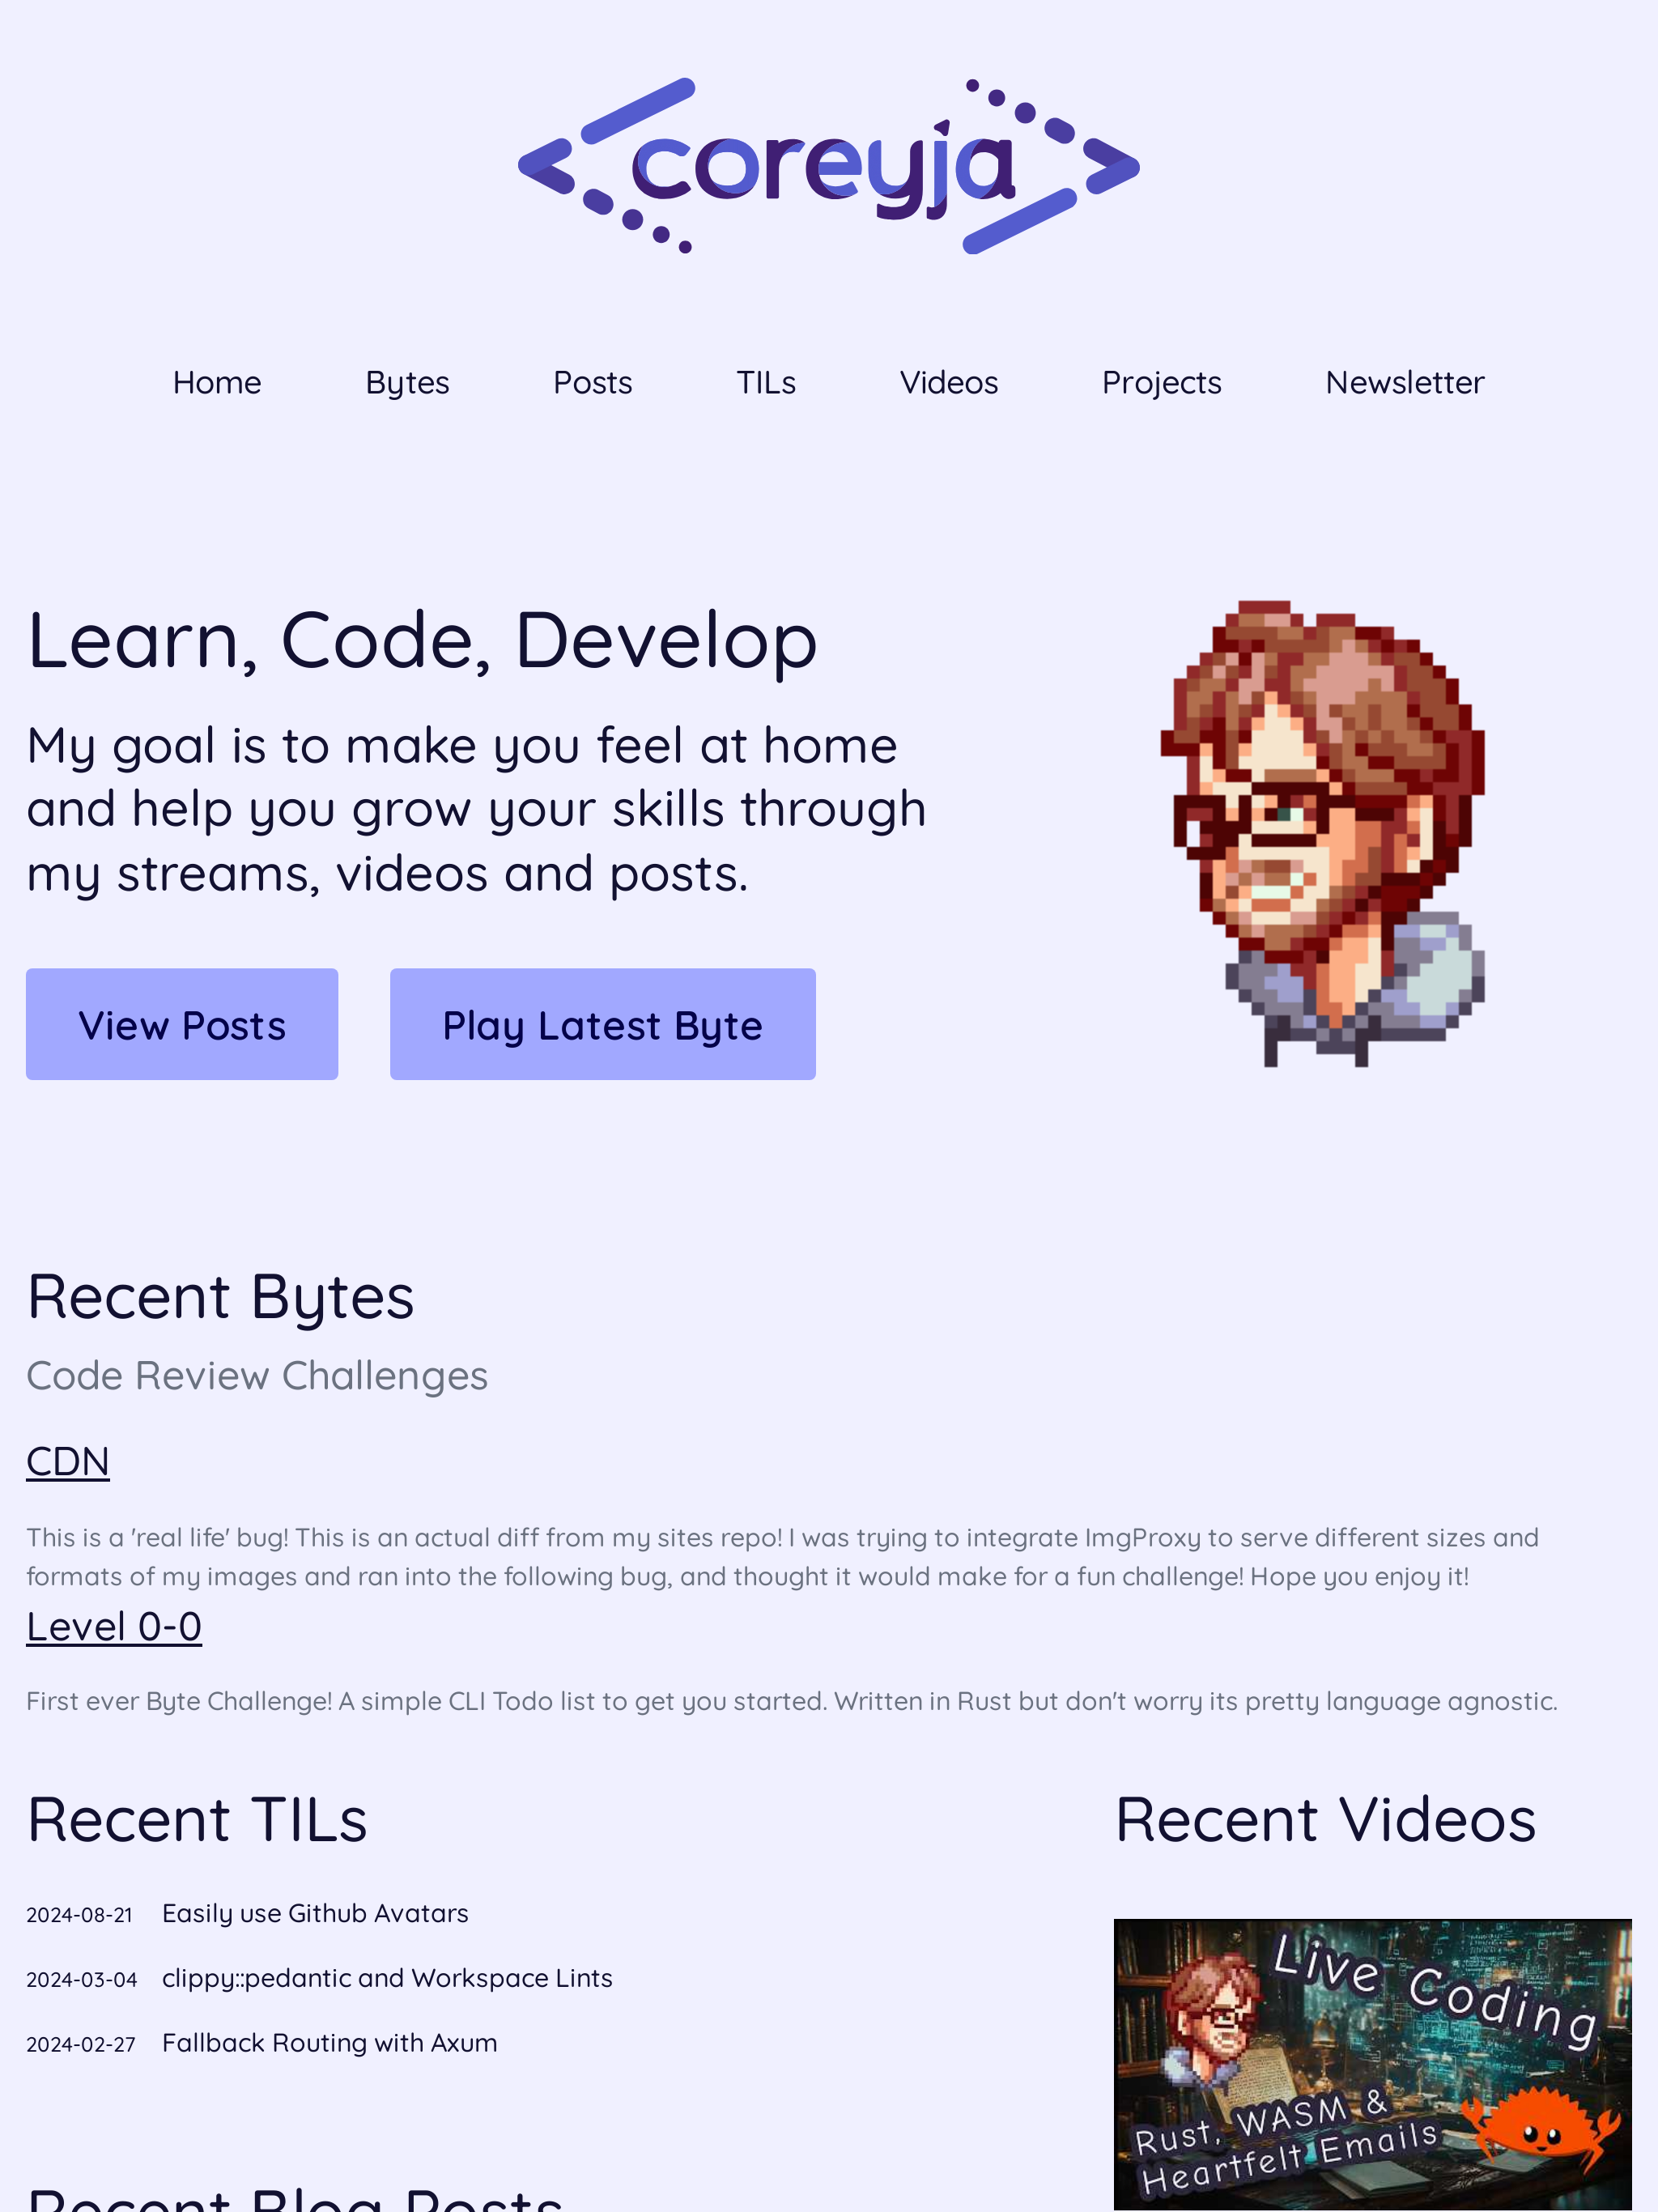 coreyja
Home Bytes Posts TILs Videos Projects Newsletter
Learn, Code, Develop
My goal is to make you feel at home
and help you grow your skills through
my streams, videos and posts.
View Posts Play Latest Byte
Recent Bytes
Code Review Challenges
CDN
This is a 'real life' bug! This is an actual diff from my sites repo! I was trying to integrate ImgProxy to serve different sizes and
formats of my images and ran into the following bug, and thought it would make for a fun challenge! Hope you enjoy it!
Level 0-0
First ever Byte Challenge! A simple CLI Todo list to get you started. Written in Rust but don't worry its pretty language agnostic.
Recent TILs
2024-08-21 Easily use Github Avatars
2024-03-04 clippy::pedantic and Workspace Lints
2024-02-27 Fallback Routing with Axum
Recent Videos
Live Coding
Rust, WASM &
Heartfelt Emails
Recent Blog Posts